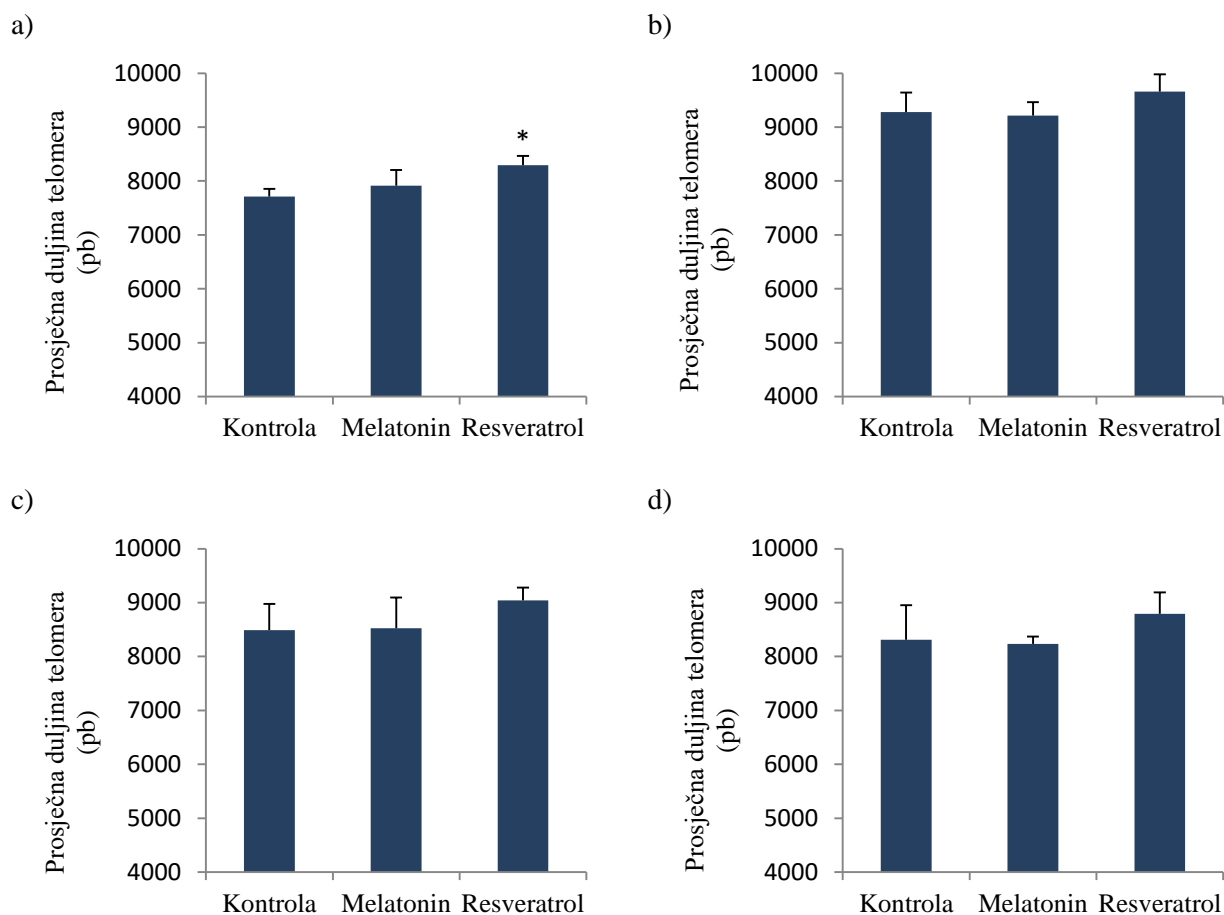 a)
10000
9000
8000
7000
6000
5000
4000
Prosječna duljina telomera
(pb)
*
Kontrola Melatonin Resveratrol
b)
10000
9000
8000
7000
6000
5000
4000
Prosječna duljina telomera
(pb)
Kontrola Melatonin Resveratrol
c)
10000
9000
8000
7000
6000
5000
4000
Prosječna duljina telomera
(pb)
Kontrola Melatonin Resveratrol
d)
10000
9000
8000
7000
6000
5000
4000
Prosječna duljina telomera
(pb)
Kontrola Melatonin Resveratrol